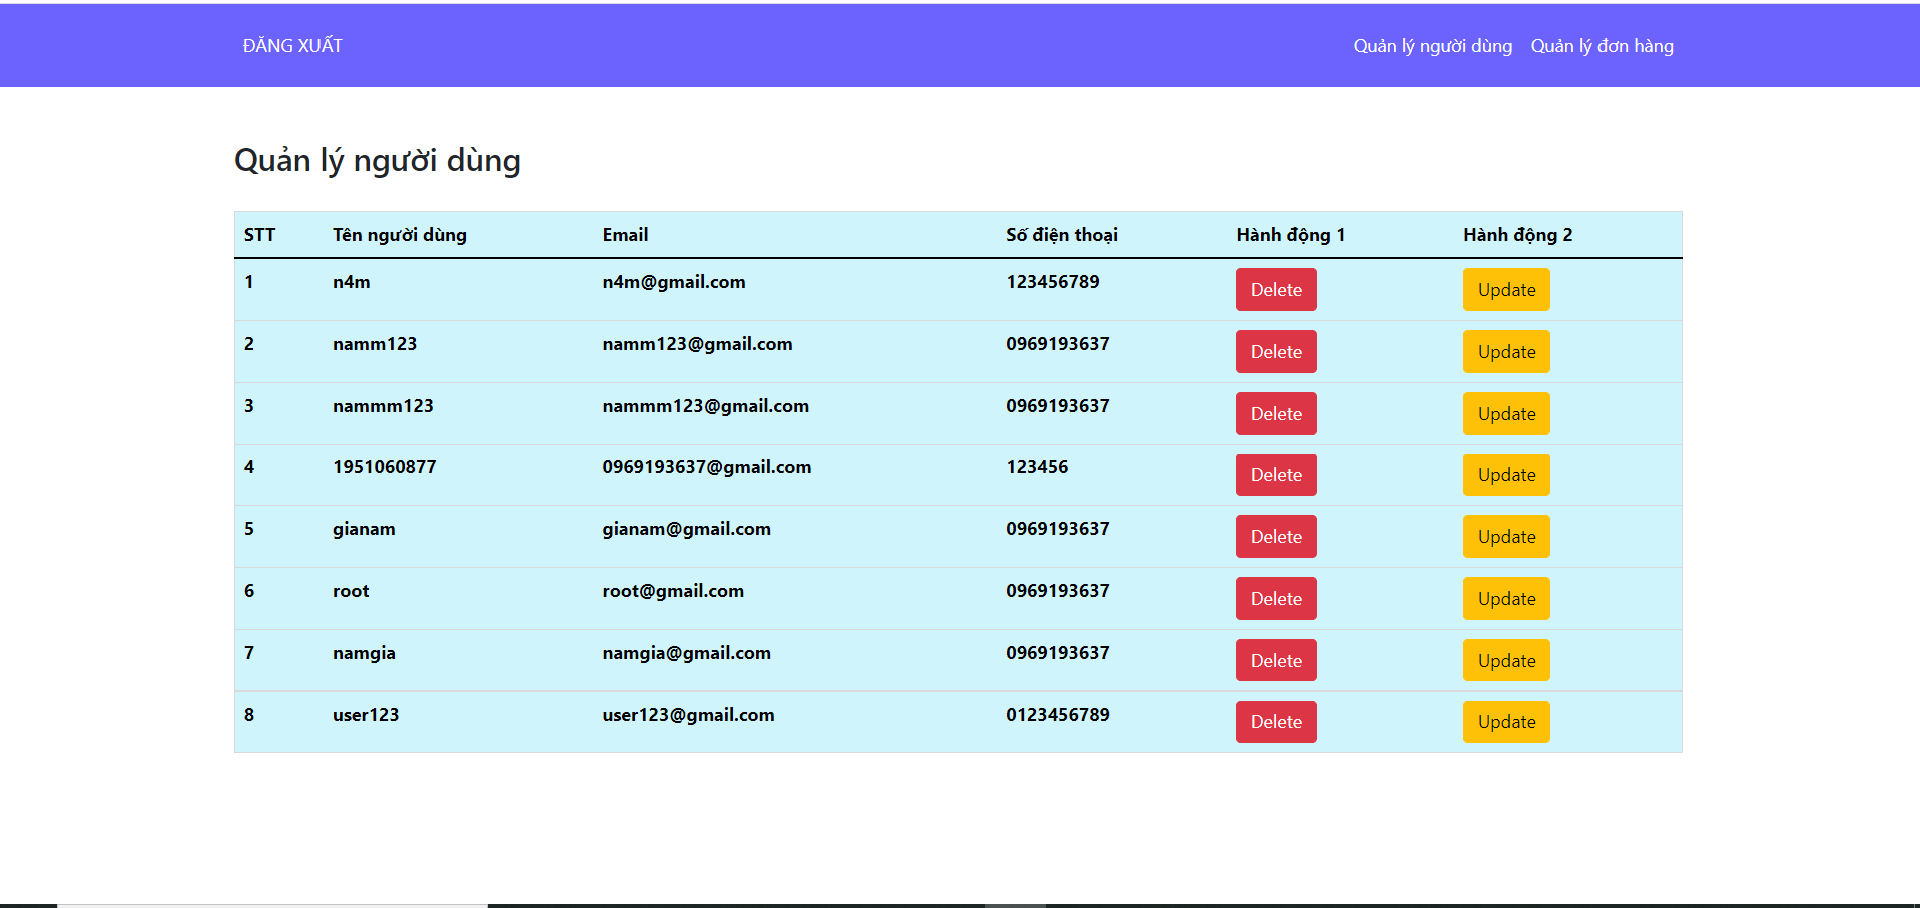 ĐĂNG XUẤT Quản lý người dùng Quản lý đơn hàng
Quản lý người dùng
STT Tên người dùng Email Số điện thoại Hành động 1 Hành động 2
1 n4m n4m@gmail.com 123456789 Delete Update
2 namm123 namm123@gmail.com 0969193637 Delete Update
3 nammm123 nammm123@gmail.com 0969193637 Delete Update
4 1951060877 0969193637@gmail.com 123456 Delete Update
5 gianam gianam@gmail.com 0969193637 Delete Update
6 root root@gmail.com 0969193637 Delete Update
7 namgia namgia@gmail.com 0969193637 Delete Update
8 user123 user123@gmail.com 0123456789 Delete Update